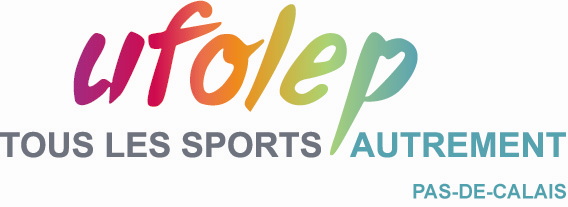 ufolep
TOUS LES SPORTS AUTREMENT
PAS-DE-CALAIS